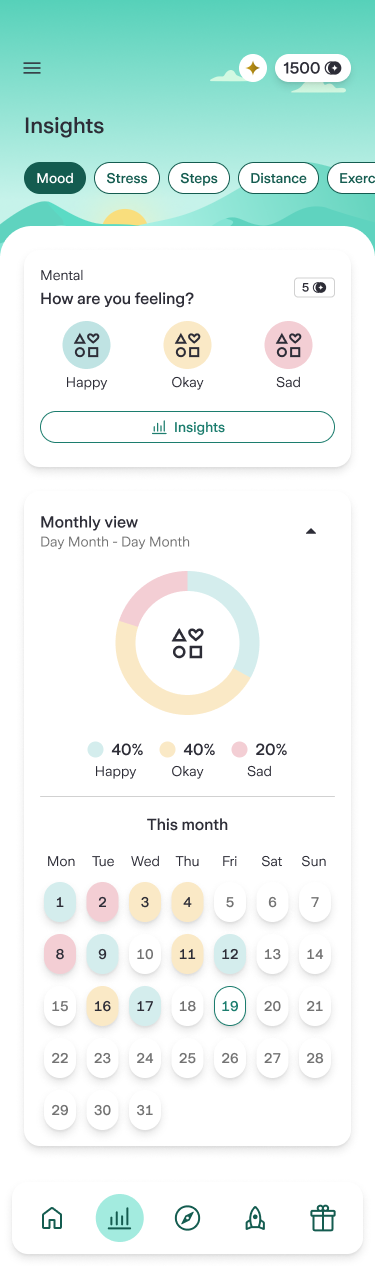 1500
Insights
Mood Stress Steps Distance Exerc
Mental
How are you feeling?
5
Happy Okay Sad
Insights
Monthly view
Day Month - Day Month
40% 40% 20%
Happy Okay Sad
This month
Mon Tue Wed Thu Fri Sat Sun
1 2 3 4 5 6 7
8 9 10 11 12 13 14
15 16 17 18 19 20 21
22 23 24 25 26 27 28
29 30 31